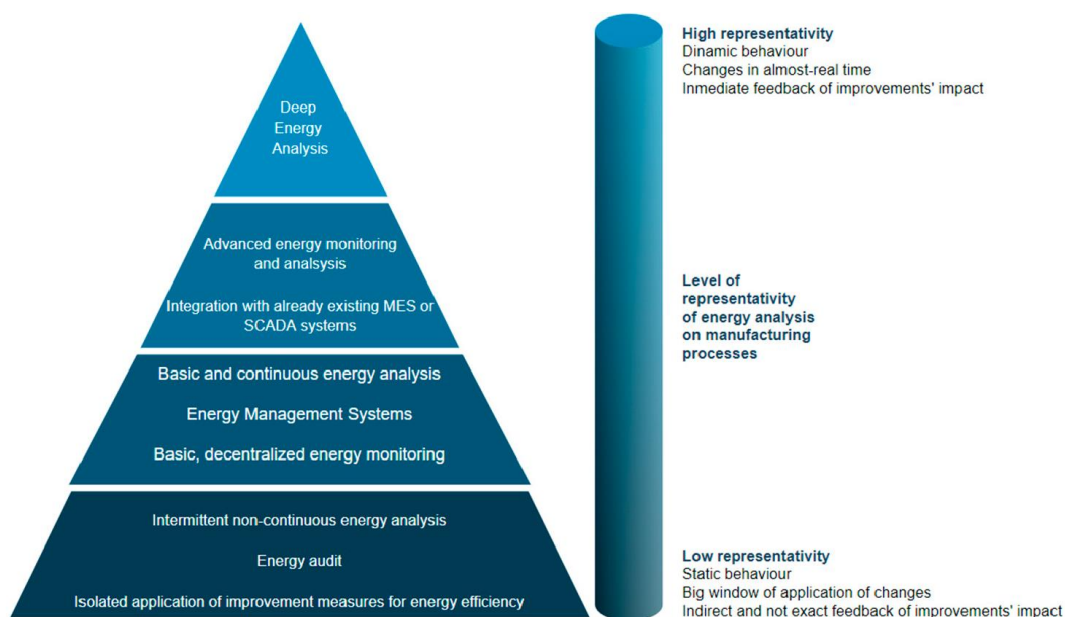 Deep
Energy
Analysis
Advanced energy monitoring
and analsysis
Integration with already existing MES or
SCADA systems
Basic and continuous energy analysis
Energy Management Systems
Basic, decentralized energy monitoring
Intermittent non-continuous energy analysis
Energy audit
Isolated application of improvement measures for energy efficiency
High representativity
Dinamic behaviour
Changes in almost-real time
Inmediate feedback of improvements' impact
Level of
representativity
of energy analysis
on manufacturing
processes
Low representativity
Static behaviour
Big window of application of changes
Indirect and not exact feedback of improvements' impact